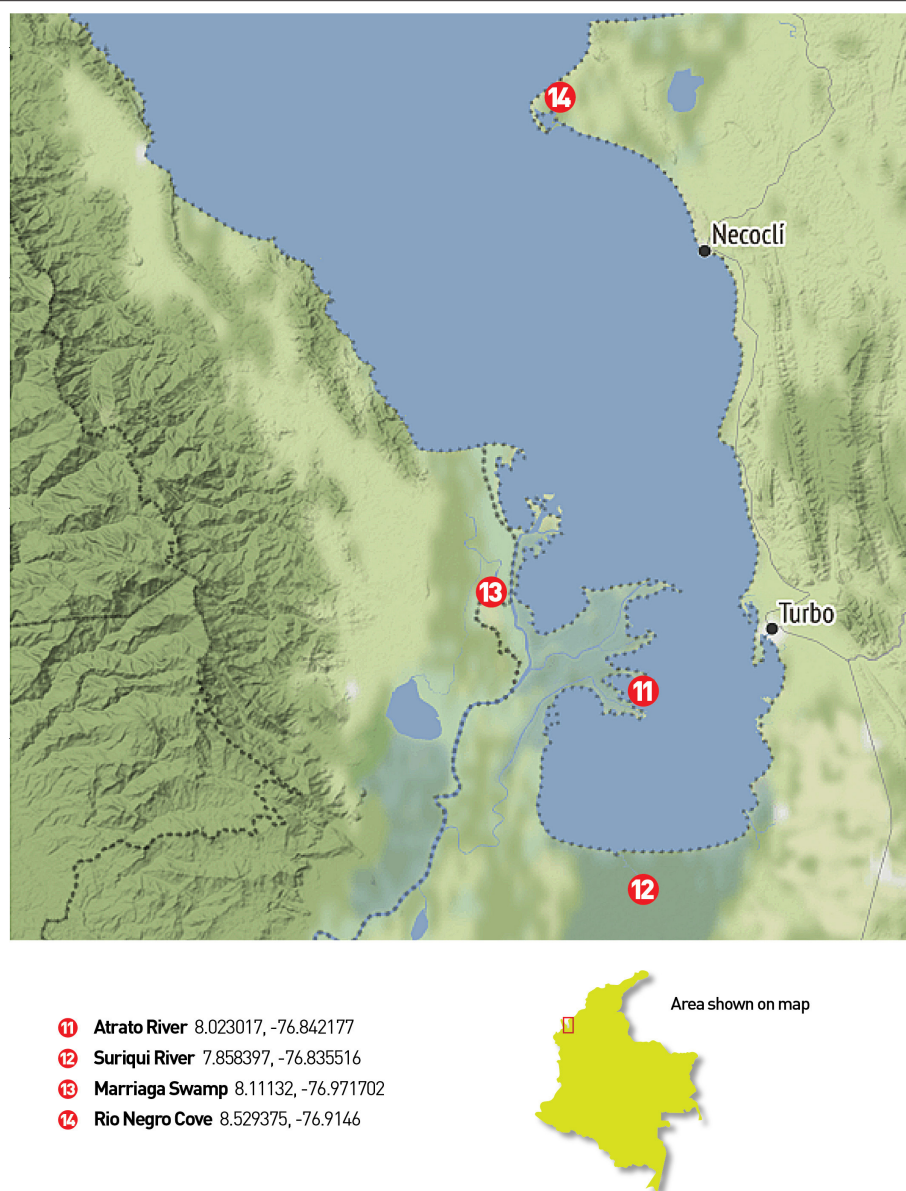 14
Necoclí
13
Turbo
11
12
Area shown on map
11 Atrato River 8.023017, -76.842177
12 Suriqui River 7.858397, -76.835516
13 Marriaga Swamp 8.11132, -76.971702
14 Rio Negro Cove 8.529375, -76.9146